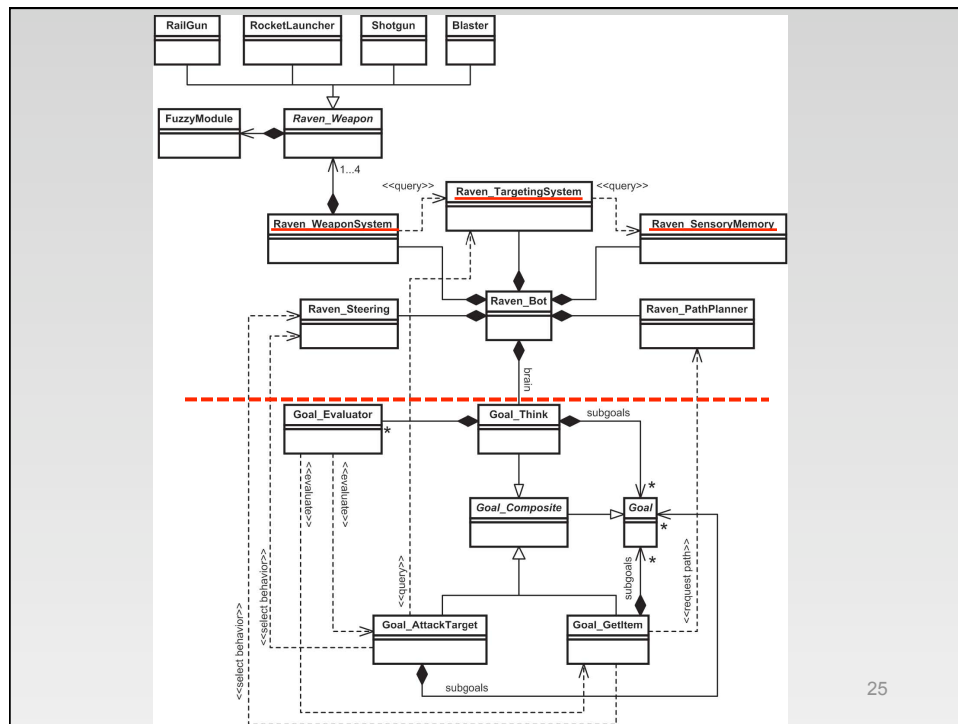 RailGun
RocketLauncher
Shotgun
Blaster
FuzzyModule
Raven_Weapon
1...4
<<query>>
Raven_TargetingSystem
<<query>>
Raven_WeaponSystem
Raven_SensoryMemory
Raven_Steering
Raven_Bot
Raven_PathPlanner
brain
Goal_Evaluator
*
Goal_Think
subgoals
*
<<evaluate>>
<<evaluate>>
Goal_Composite
Goal
*
*
subgoals
<<request path>>
<<query>>
<<select behavior>>
<<select behavior>>
Goal_AttackTarget
Goal_GetItem
subgoals
25